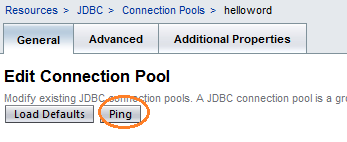 Resources > JDBC > Connection Pools > helloword
General Advanced Additional Properties
Edit Connection Pool
Modify existing JDBC connection pools. A JDBC connection pool is a gro
Load Defaults Ping